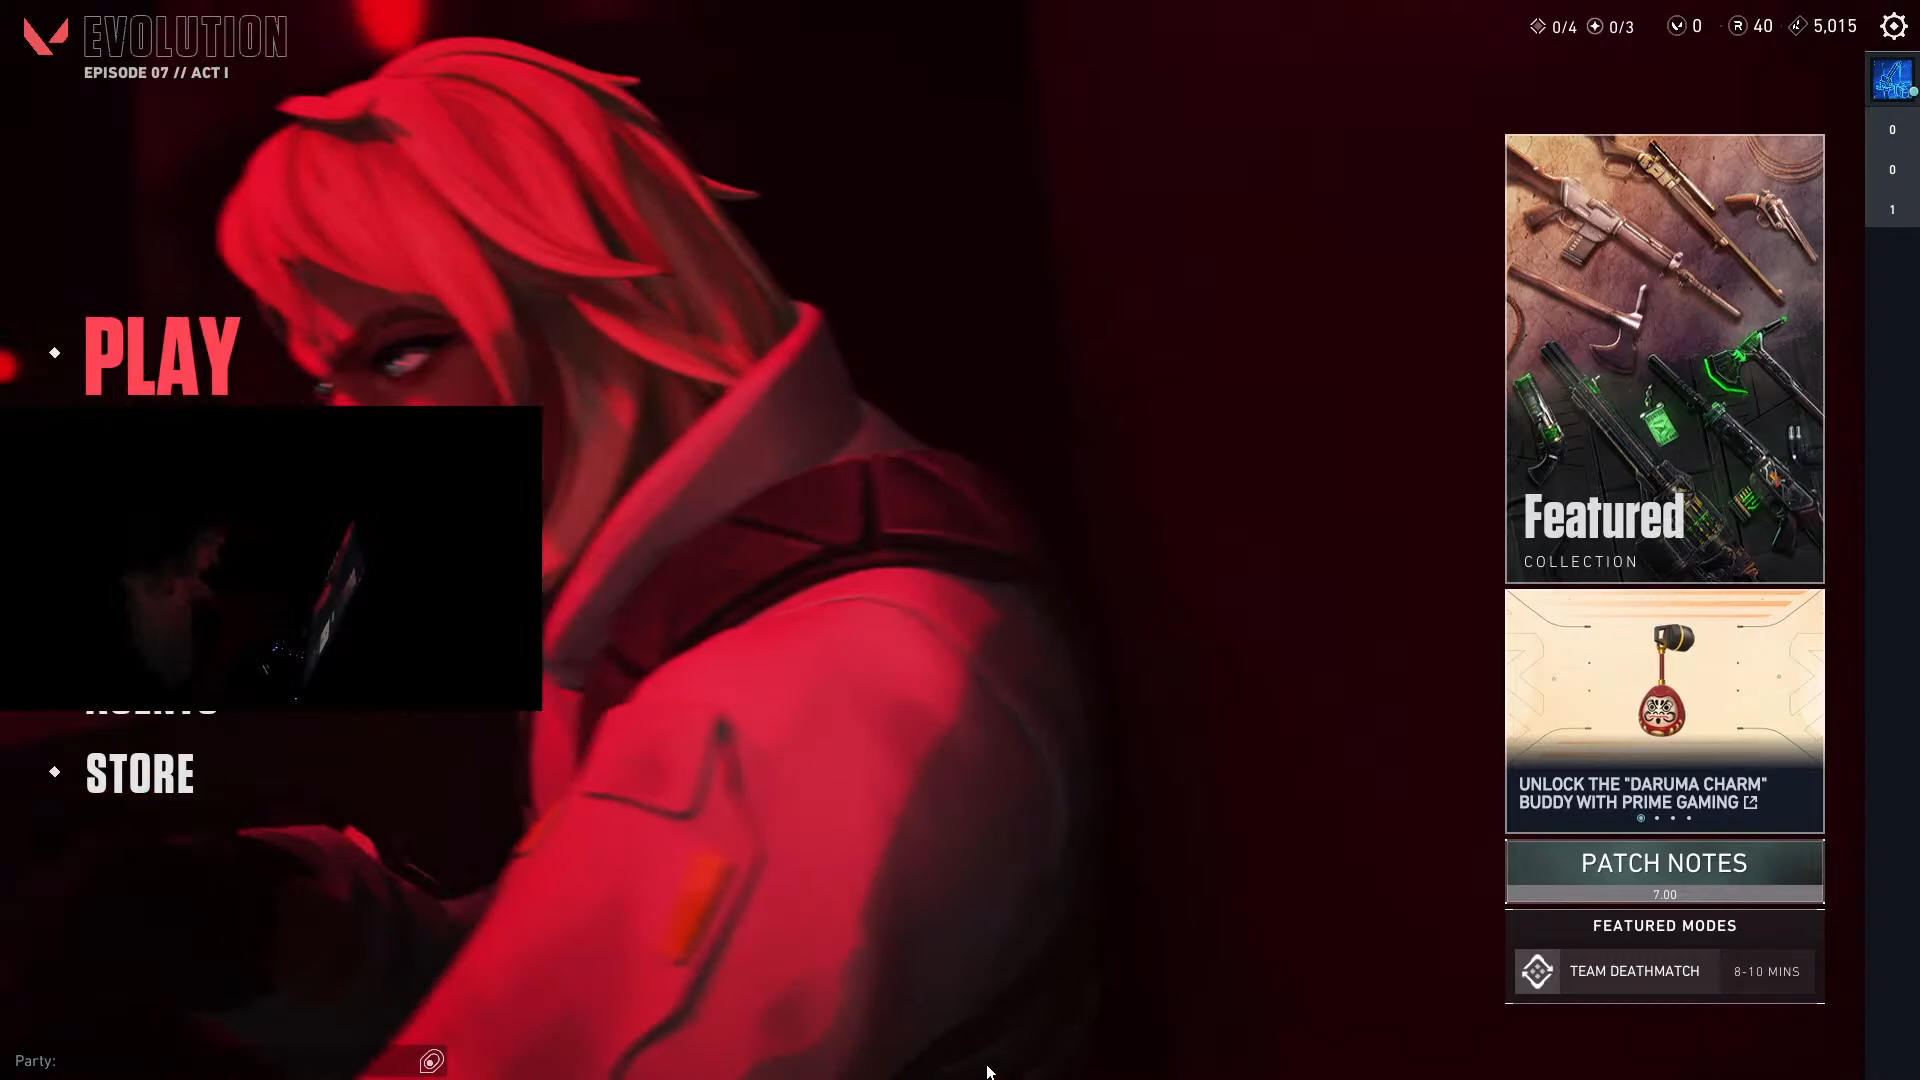 EVOLUTION
EPISODE 07 // ACT I
0/4
0/3
0
40
5,015
0
0
1
PLAY
STORE
Featured
COLLECTION
UNLOCK THE "DARUMA CHARM"
BUDDY WITH PRIME GAMING
PATCH NOTES
7.00
FEATURED MODES
TEAM DEATHMATCH
8-10 MINS
Party: